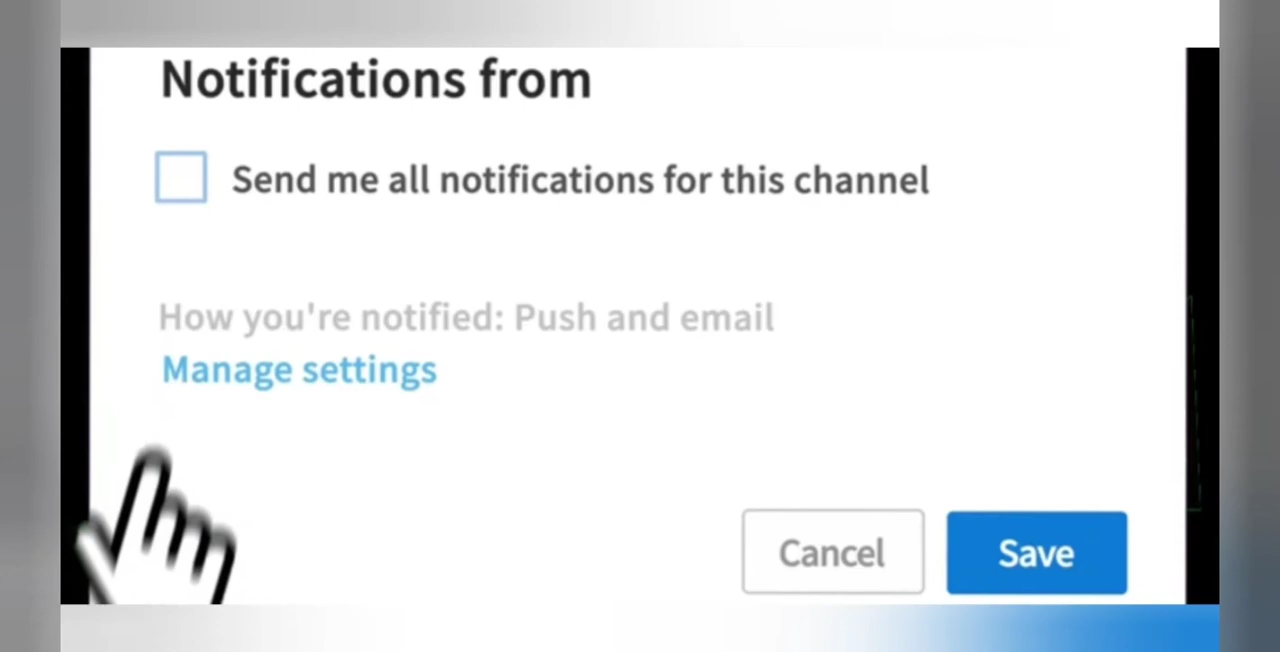 Notifications from
Send me all notifications for this channel
How you're notified: Push and email
Manage settings
Cancel
Save